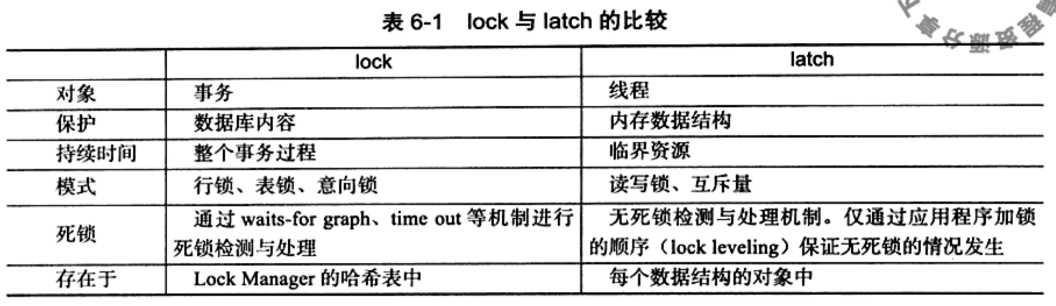 表 6-1 lock 与 latch 的比较
lock latch
对象 事务 线程
保护 数据库内容 内存数据结构
持续时间 整个事务过程 临界资源
模式 行锁、表锁、意向锁 读写锁、互斥量
死锁 通过 waits-for graph、time out 等机制进行死锁检测与处理 无死锁检测与处理机制。仅通过应用程序加锁的顺序（lock leveling）保证无死锁的情况发生
存在于 Lock Manager 的哈希表中 每个数据结构的对象中
编程资源分享下